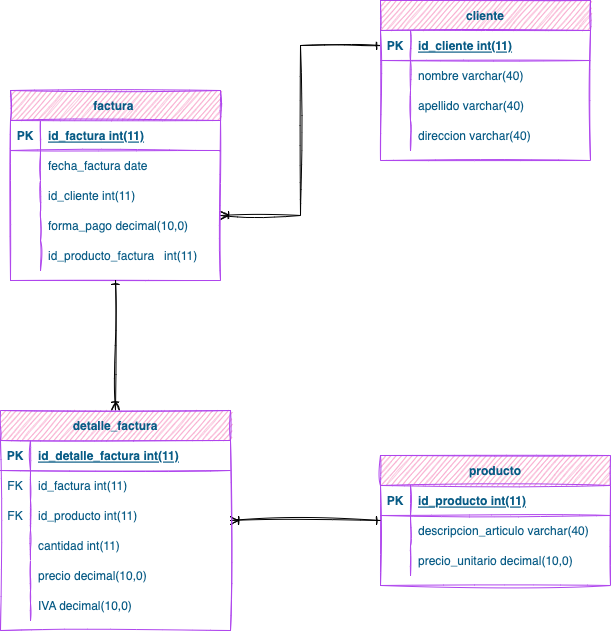 cliente
PK id_cliente int(11)
nombre varchar(40)
apellido varchar(40)
direccion varchar(40)
factura
PK id_factura int(11)
fecha_factura date
id_cliente int(11)
forma_pago decimal(10,0)
id_producto_factura int(11)
detalle_factura
PK id_detalle_factura int(11)
FK id_factura int(11)
FK id_producto int(11)
cantidad int(11)
precio decimal(10,0)
IVA decimal(10,0)
producto
PK id_producto int(11)
descripcion_articulo varchar(40)
precio_unitario decimal(10,0)